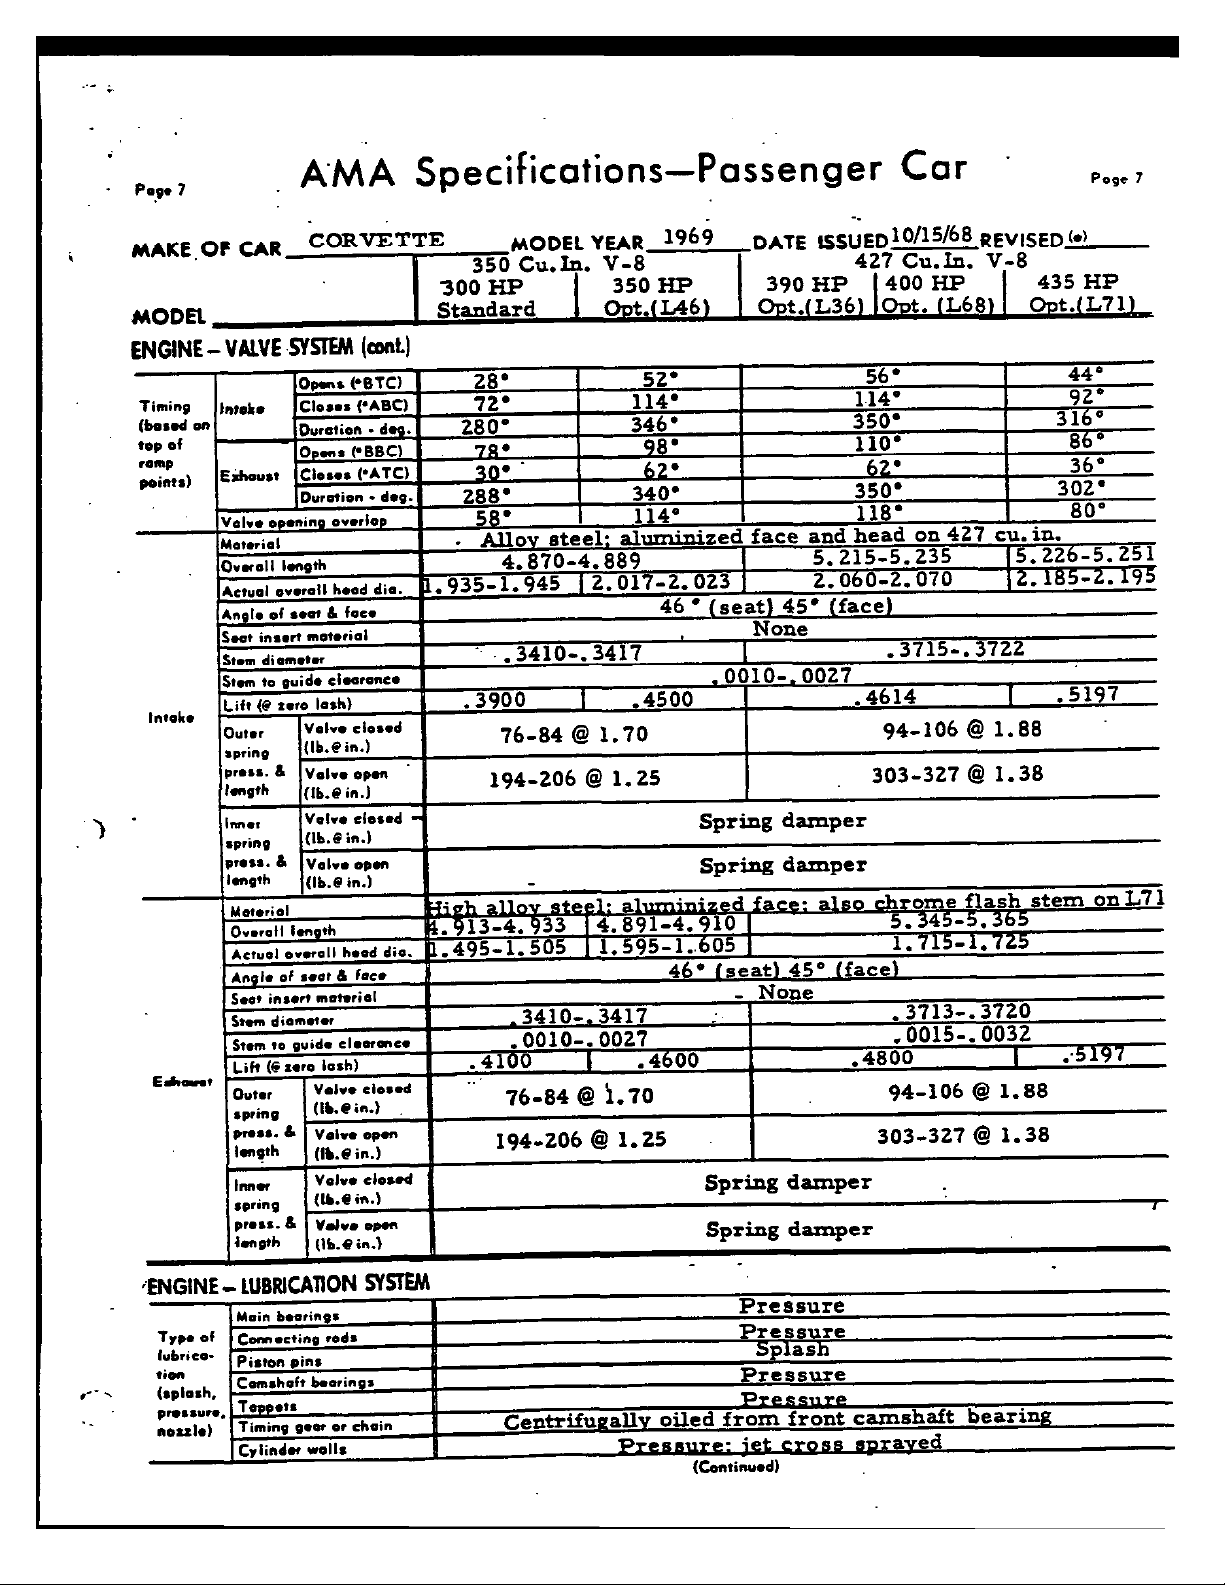 AMA Specifications—Passenger Car
Page 7 Page 7
MAKE OF CAR CORVETTE MODEL YEAR 1969 DATE ISSUED 10/15/68 REVISED (•)
350 Cu. In. V-8 427 Cu. In. V-8
300 HP 350 HP 390 HP 400 HP 435 HP
MODEL Standard Opt.(L46) Opt.(L36) Opt. (L68) Opt.(L71)
ENGINE – VALVE SYSTEM (cont.)
Timing (based on top of ramp points)
Intake Opens (°BTC) 28° 52° 56° 44°
Closes (°ABC) 72° 114° 114° 92°
Duration - deg. 280° 346° 350° 316°
Exhaust Opens (°BBC) 78° 98° 110° 86°
Closes (°ATC) 30° 62° 62° 36°
Duration - deg. 288° 340° 350° 302°
Valve opening overlap 58° 114° 118° 80°
Intake
Material Alloy steel; aluminized face and head on 427 cu. in.
Overall length 4.870-4.889 5.215-5.235 5.226-5.251
Actual overall head dia. 1.935-1.945 2.017-2.023 2.060-2.070 2.185-2.195
Angle of seat & face 46° (seat) 45° (face)
Seat insert material None
Stem diameter .3410-.3417 .3715-.3722
Stem to guide clearance .0010-.0027
Lift (@ zero lash) .3900 .4500 .4614 .5197
Outer spring press. & length
Valve closed (lb.@in.) 76-84 @ 1.70 94-106 @ 1.88
Valve open (lb.@in.) 194-206 @ 1.25 303-327 @ 1.38
Inner spring press. & length
Valve closed (lb.@in.) Spring damper
Valve open (lb.@in.) Spring damper
Exhaust
Material High alloy steel; aluminized face; also chrome flash stem on L71
Overall length 4.913-4.933 4.891-4.910 5.345-5.365
Actual overall head dia. 1.495-1.505 1.595-1.605 1.715-1.725
Angle of seat & face 46° (seat) 45° (face)
Seat insert material None
Stem diameter .3410-.3417 .3713-.3720
Stem to guide clearance .0010-.0027 .0015-.0032
Lift (@ zero lash) .4100 .4600 .4800 .5197
Outer spring press. & length
Valve closed (lb.@in.) 76-84 @ 1.70 94-106 @ 1.88
Valve open (lb.@in.) 194-206 @ 1.25 303-327 @ 1.38
Inner spring press. & length
Valve closed (lb.@in.) Spring damper
Valve open (lb.@in.) Spring damper
ENGINE – LUBRICATION SYSTEM
Type of lubrica- tion (splash, pressure, nozzle)
Main bearings Pressure
Connecting rods Pressure
Piston pins Splash
Camshaft bearings Pressure
Tappets Pressure
Timing gear or chain Centrifugally oiled from front camshaft bearing
Cylinder walls Pressure; jet cross sprayed
(Continued)